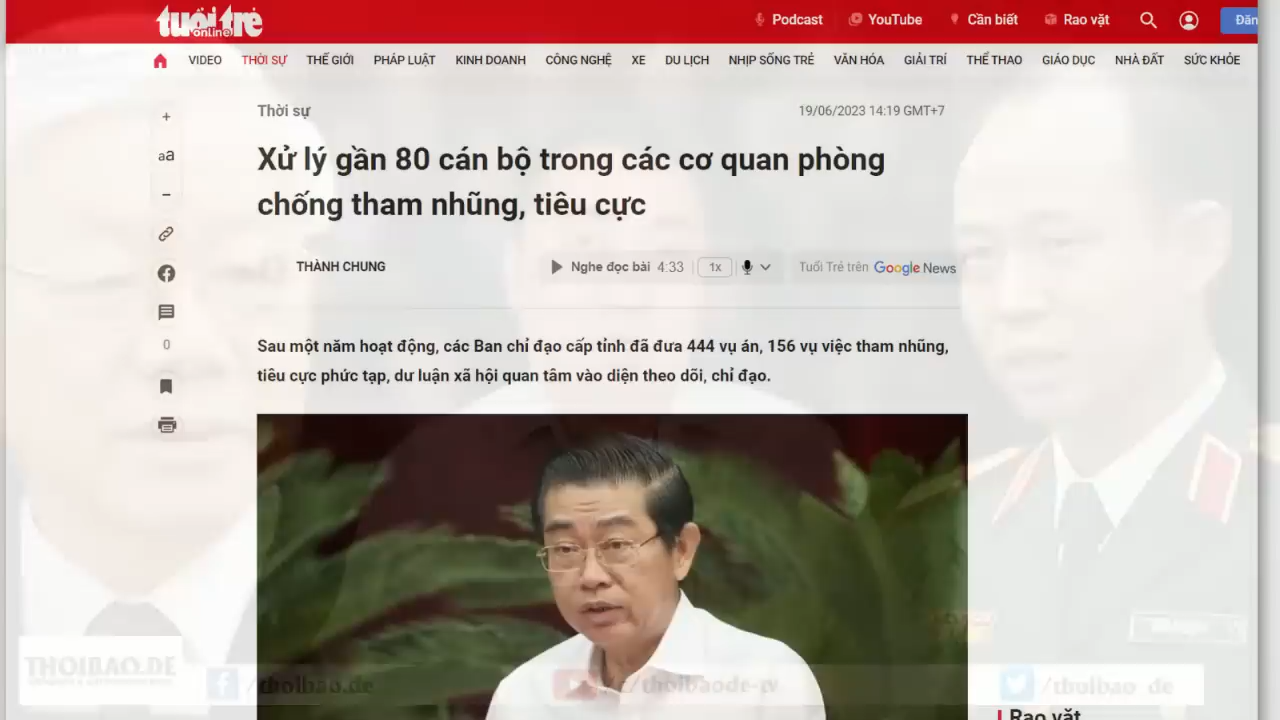 tuổi trẻ
online
Podcast
YouTube
Cần biết
Rao vặt
Đăn
VIDEO THỜI SỰ THẾ GIỚI PHÁP LUẬT KINH DOANH CÔNG NGHỆ XE DU LỊCH NHỊP SỐNG TRẺ VĂN HÓA GIẢI TRÍ THỂ THAO GIÁO DỤC NHÀ ĐẤT SỨC KHỎE
Thời sự
19/06/2023 14:19 GMT+7
+
aA
−
0
Xử lý gần 80 cán bộ trong các cơ quan phòng
chống tham nhũng, tiêu cực
THÀNH CHUNG
Nghe đọc bài 4:33
1x
Tuổi Trẻ trên Google News
Sau một năm hoạt động, các Ban chỉ đạo cấp tỉnh đã đưa 444 vụ án, 156 vụ việc tham nhũng,
tiêu cực phức tạp, dư luận xã hội quan tâm vào diện theo dõi, chỉ đạo.
THOIBAO.DE
/thoibao.de
/c/thoibaode-tv
/thoibao_de
Rao vặt